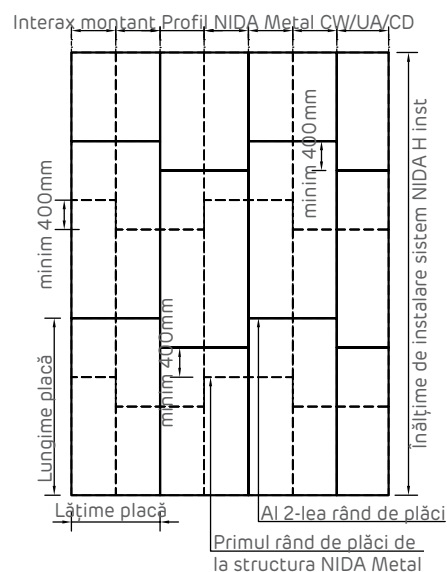 Interax montant Profil NIDA Metal CW/UA/CD
minim 400mm
minim 400mm
minim 400mm
Înălțime de instalare sistem NIDA H inst
Lungime placă
Lățime placă
Al 2-lea rând de plăci
Primul rând de plăci de
la structura NIDA Metal